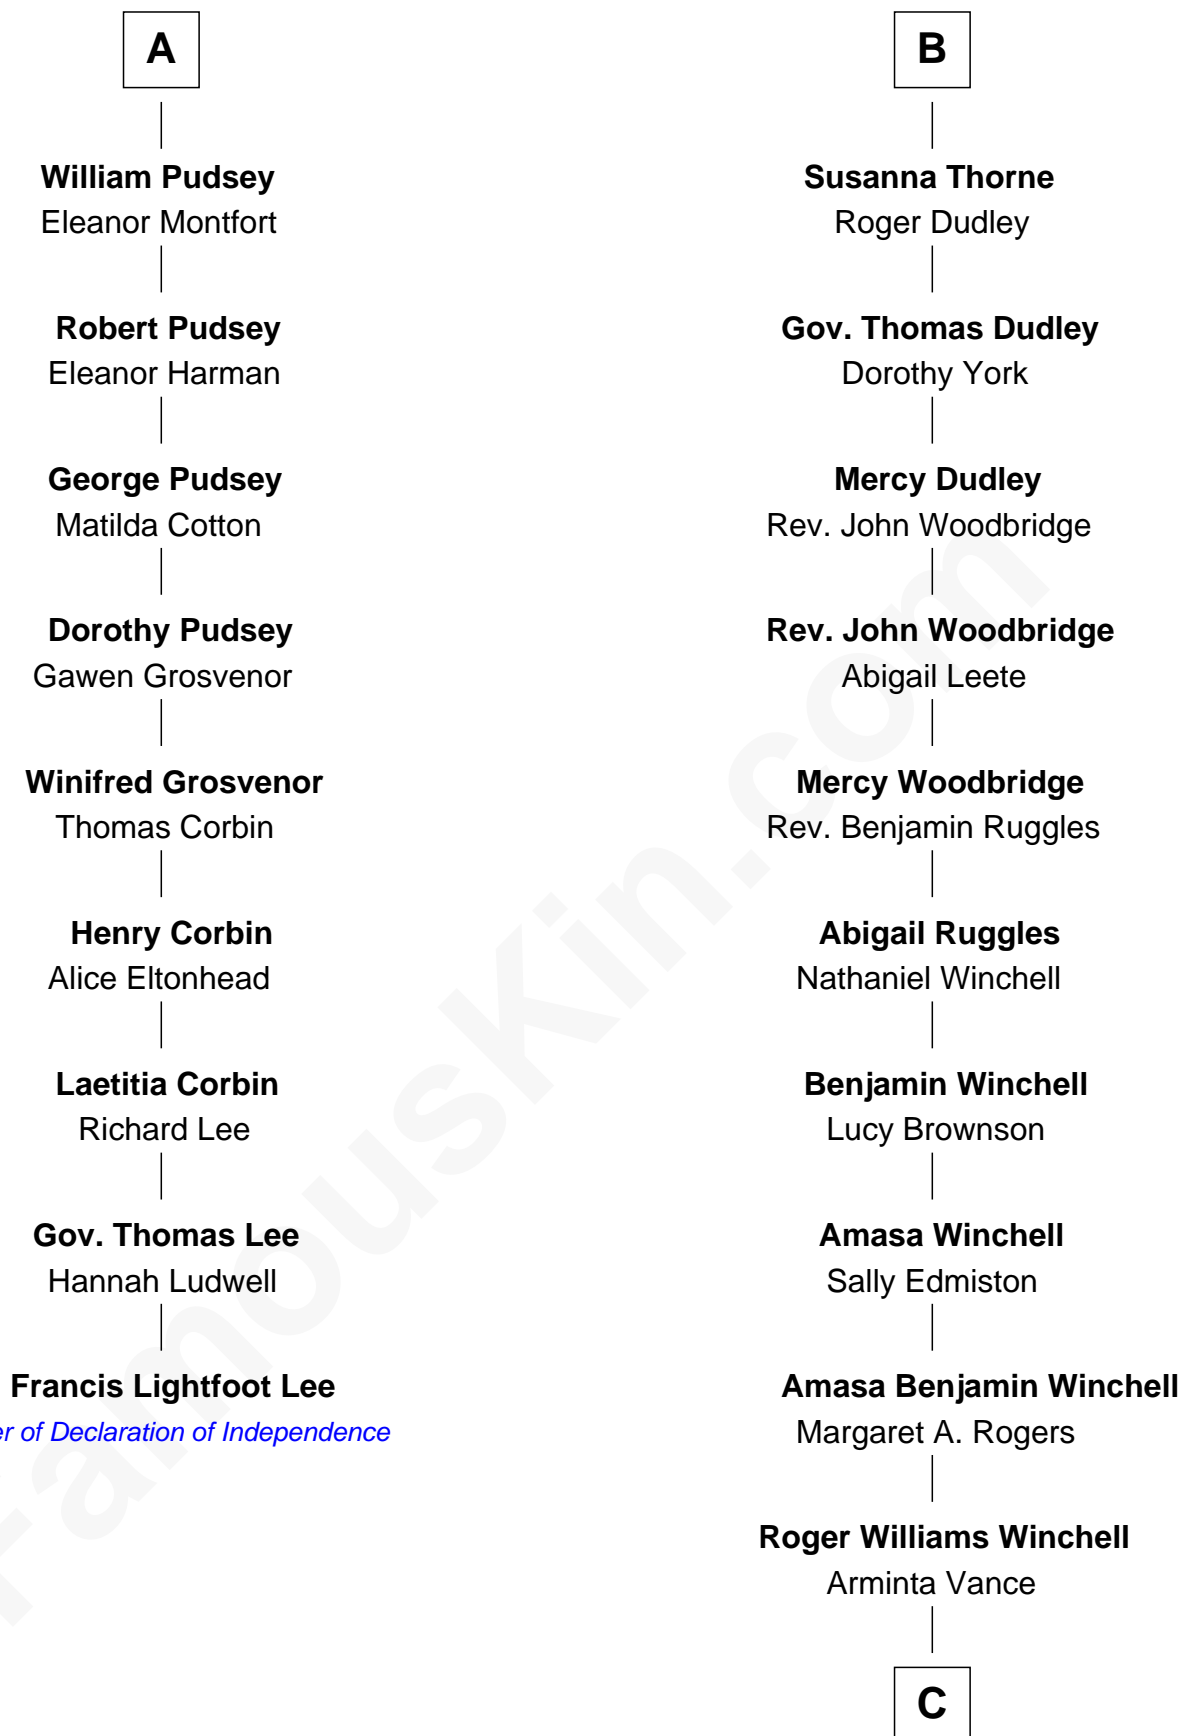 A
William Pudsey
Eleanor Montfort
Robert Pudsey
Eleanor Harman
George Pudsey
Matilda Cotton
Dorothy Pudsey
Gawen Grosvenor
Winifred Grosvenor
Thomas Corbin
Henry Corbin
Alice Eltonhead
Laetitia Corbin
Richard Lee
Gov. Thomas Lee
Hannah Ludwell
Francis Lightfoot Lee
of Declaration of Independence
B
Susanna Thorne
Roger Dudley
Gov. Thomas Dudley
Dorothy York
Mercy Dudley
Rev. John Woodbridge
Rev. John Woodbridge
Abigail Leete
Mercy Woodbridge
Rev. Benjamin Ruggles
Abigail Ruggles
Nathaniel Winchell
Benjamin Winchell
Lucy Brownson
Amasa Winchell
Sally Edmiston
Amasa Benjamin Winchell
Margaret A. Rogers
Roger Williams Winchell
Arminta Vance
C
FamousKin.com